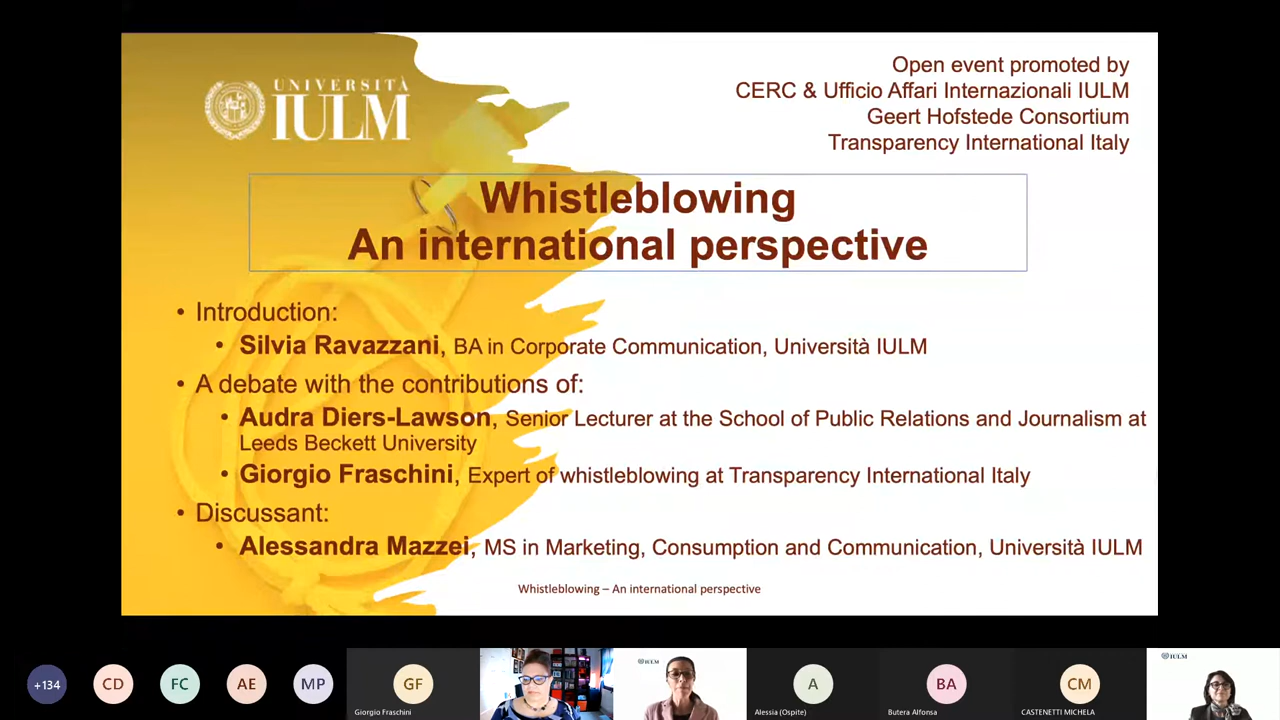 UNIVERSITÀ
IULM
Open event promoted by
CERC & Ufficio Affari Internazionali IULM
Geert Hofstede Consortium
Transparency International Italy
Whistleblowing
An international perspective
• Introduction:
• Silvia Ravazzani, BA in Corporate Communication, Università IULM
• A debate with the contributions of:
• Audra Diers-Lawson, Senior Lecturer at the School of Public Relations and Journalism at
Leeds Beckett University
• Giorgio Fraschini, Expert of whistleblowing at Transparency International Italy
• Discussant:
• Alessandra Mazzei, MS in Marketing, Consumption and Communication, Università IULM
Whistleblowing – An international perspective
+134
CD
FC
AE
MP
GF
Giorgio Fraschini
IULM
A
Alessia (Ospite)
BA
Butera Alfonsa
CM
CASTENETTI MICHELA
IULM